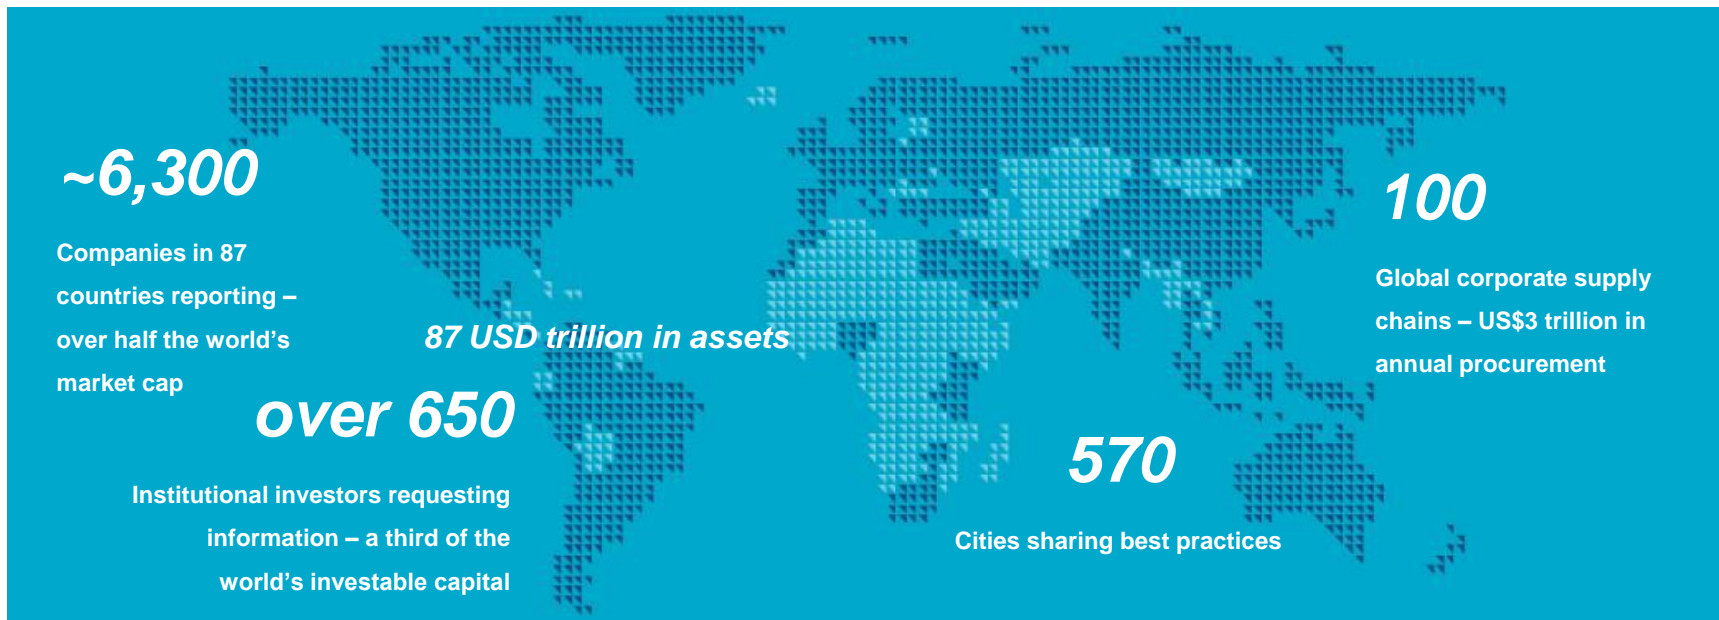 ~6,300
Companies in 87
countries reporting –
over half the world’s
market cap
87 USD trillion in assets
over 650
Institutional investors requesting
information – a third of the
world’s investable capital
570
Cities sharing best practices
100
Global corporate supply
chains – US$3 trillion in
annual procurement